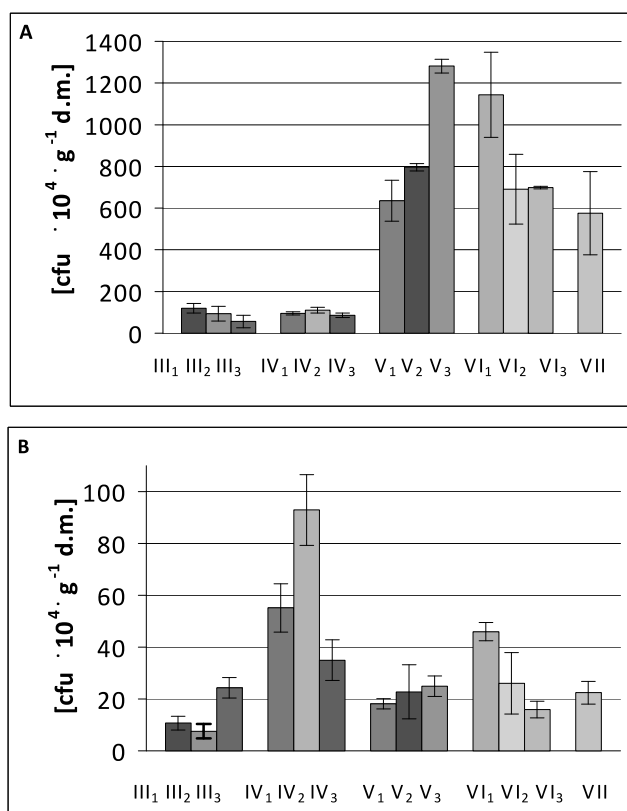 A
[cfu · 10⁴ · g⁻¹ d.m.]
1400
1200
1000
800
600
400
200
0
III₁ III₂ III₃ IV₁ IV₂ IV₃ V₁ V₂ V₃ VI₁ VI₂ VI₃ VII
B
[cfu · 10⁴ · g⁻¹ d.m.]
100
80
60
40
20
0
III₁ III₂ III₃ IV₁ IV₂ IV₃ V₁ V₂ V₃ VI₁ VI₂ VI₃ VII